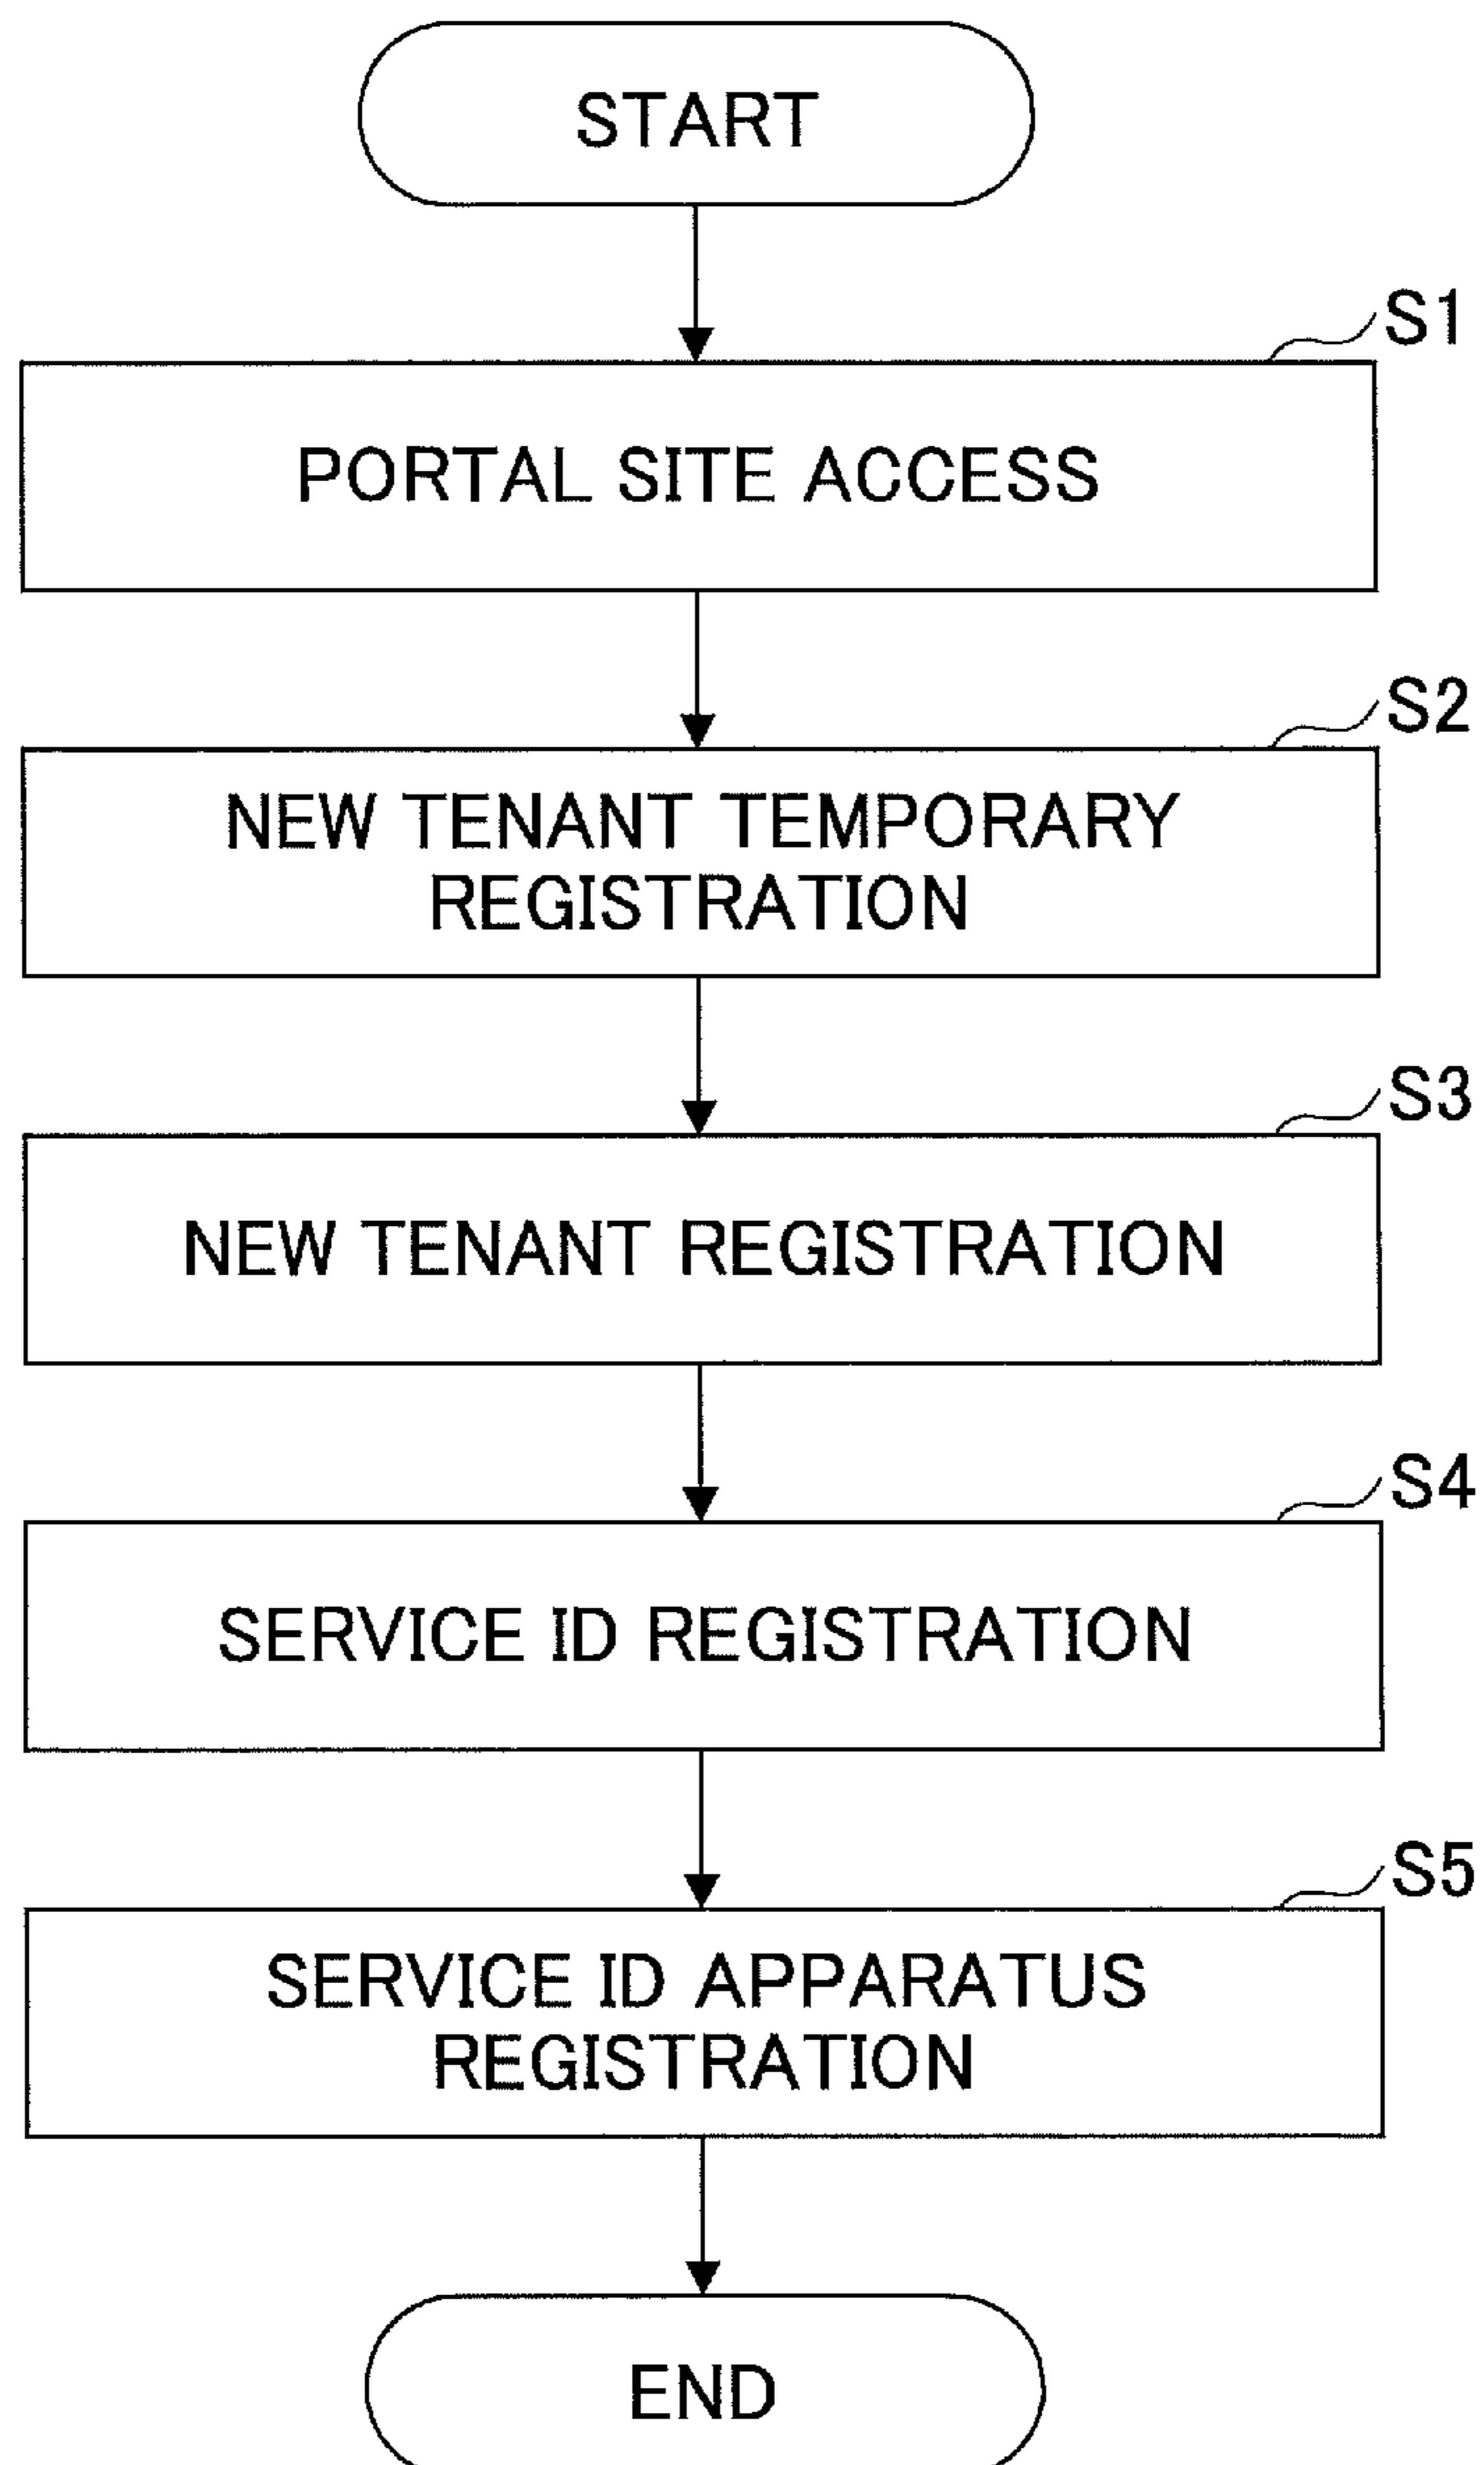 START
S1
PORTAL SITE ACCESS
S2
NEW TENANT TEMPORARY
REGISTRATION
S3
NEW TENANT REGISTRATION
S4
SERVICE ID REGISTRATION
S5
SERVICE ID APPARATUS
REGISTRATION
END